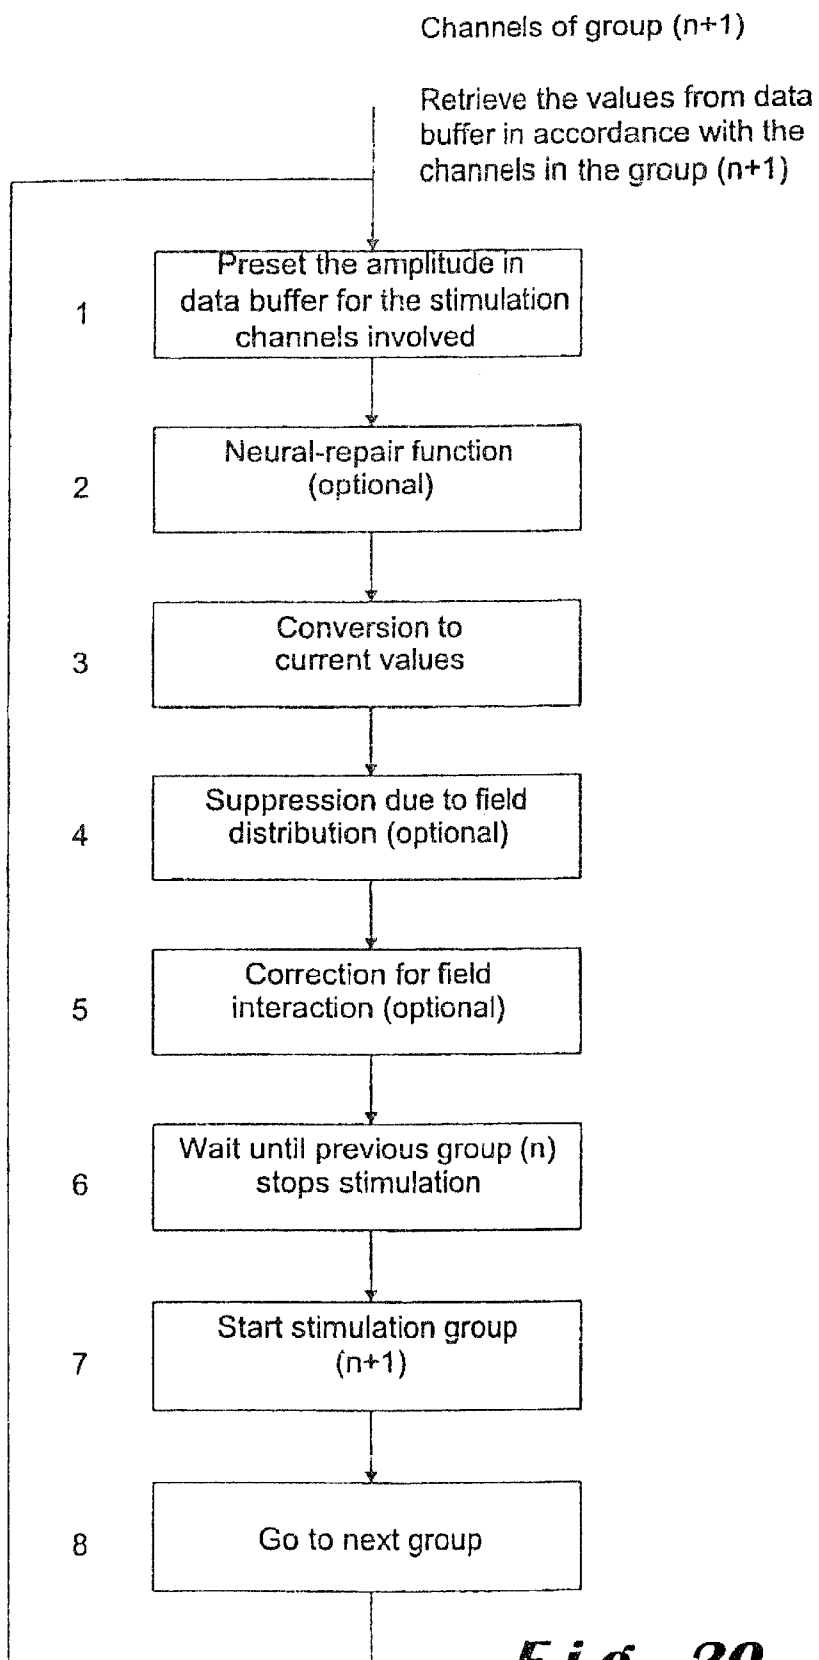 Channels of group (n+1)
Retrieve the values from data
buffer in accordance with the
channels in the group (n+1)
1
Preset the amplitude in
data buffer for the stimulation
channels involved
2
Neural-repair function
(optional)
3
Conversion to
current values
4
Suppression due to field
distribution (optional)
5
Correction for field
interaction (optional)
6
Wait until previous group (n)
stops stimulation
7
Start stimulation group
(n+1)
8
Go to next group
Fig. 20